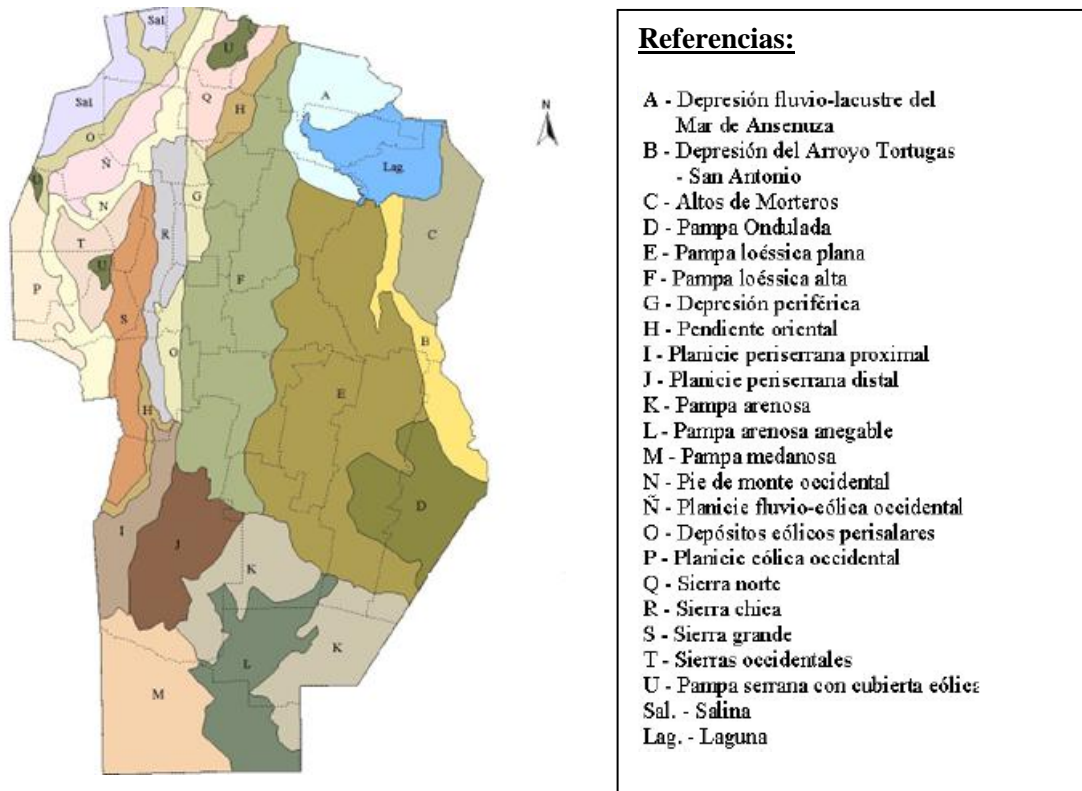 Sal
U
Q
Sal
H
A
N
O
Ñ
Lag.
N
G
R
C
T
U
P
F
S
O
B
E
H
D
I
J
K
K
L
M
Referencias:
A - Depresión fluvio-lacustre del
Mar de Ansenuza
B - Depresión del Arroyo Tortugas
- San Antonio
C - Altos de Morteros
D - Pampa Ondulada
E - Pampa loéssica plana
F - Pampa loéssica alta
G - Depresión periférica
H - Pendiente oriental
I - Planicie periserrana proximal
J - Planicie periserrana distal
K - Pampa arenosa
L - Pampa arenosa anegable
M - Pampa medanosa
N - Pie de monte occidental
Ñ - Planicie fluvio-eólica occidental
O - Depósitos eólicos perisalares
P - Planicie eólica occidental
Q - Sierra norte
R - Sierra chica
S - Sierra grande
T - Sierras occidentales
U - Pampa serrana con cubierta eólica
Sal. - Salina
Lag. - Laguna